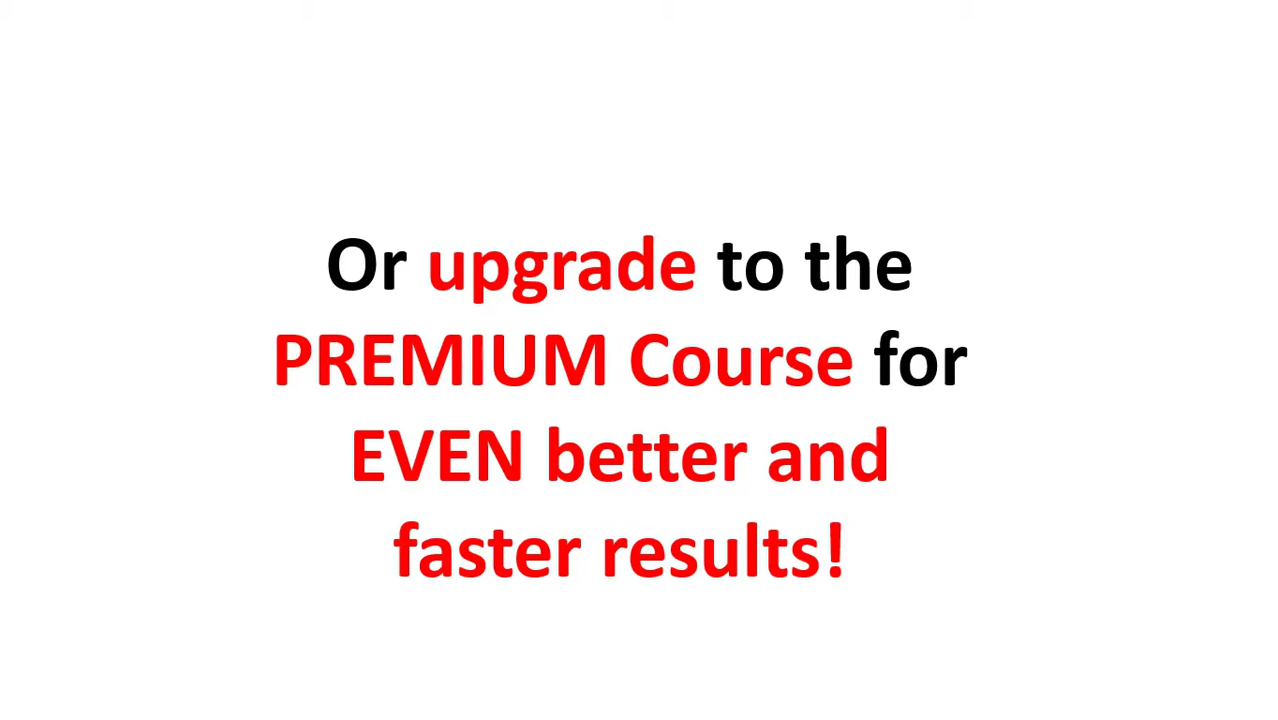 Or upgrade to the
PREMIUM Course for
EVEN better and
faster results!